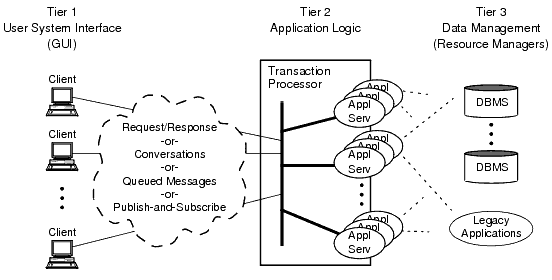 Tier 1
User System Interface
(GUI)
Tier 2
Application Logic
Tier 3
Data Management
(Resource Managers)
Client
Client
Client
Request/Response
-or-
Conversations
-or-
Queued Messages
-or-
Publish-and-Subscribe
Transaction
Processor
Appl
Appl
Appl
Serv
Appl
Appl
Appl
Serv
Appl
Appl
Appl
Serv
DBMS
DBMS
Legacy
Applications